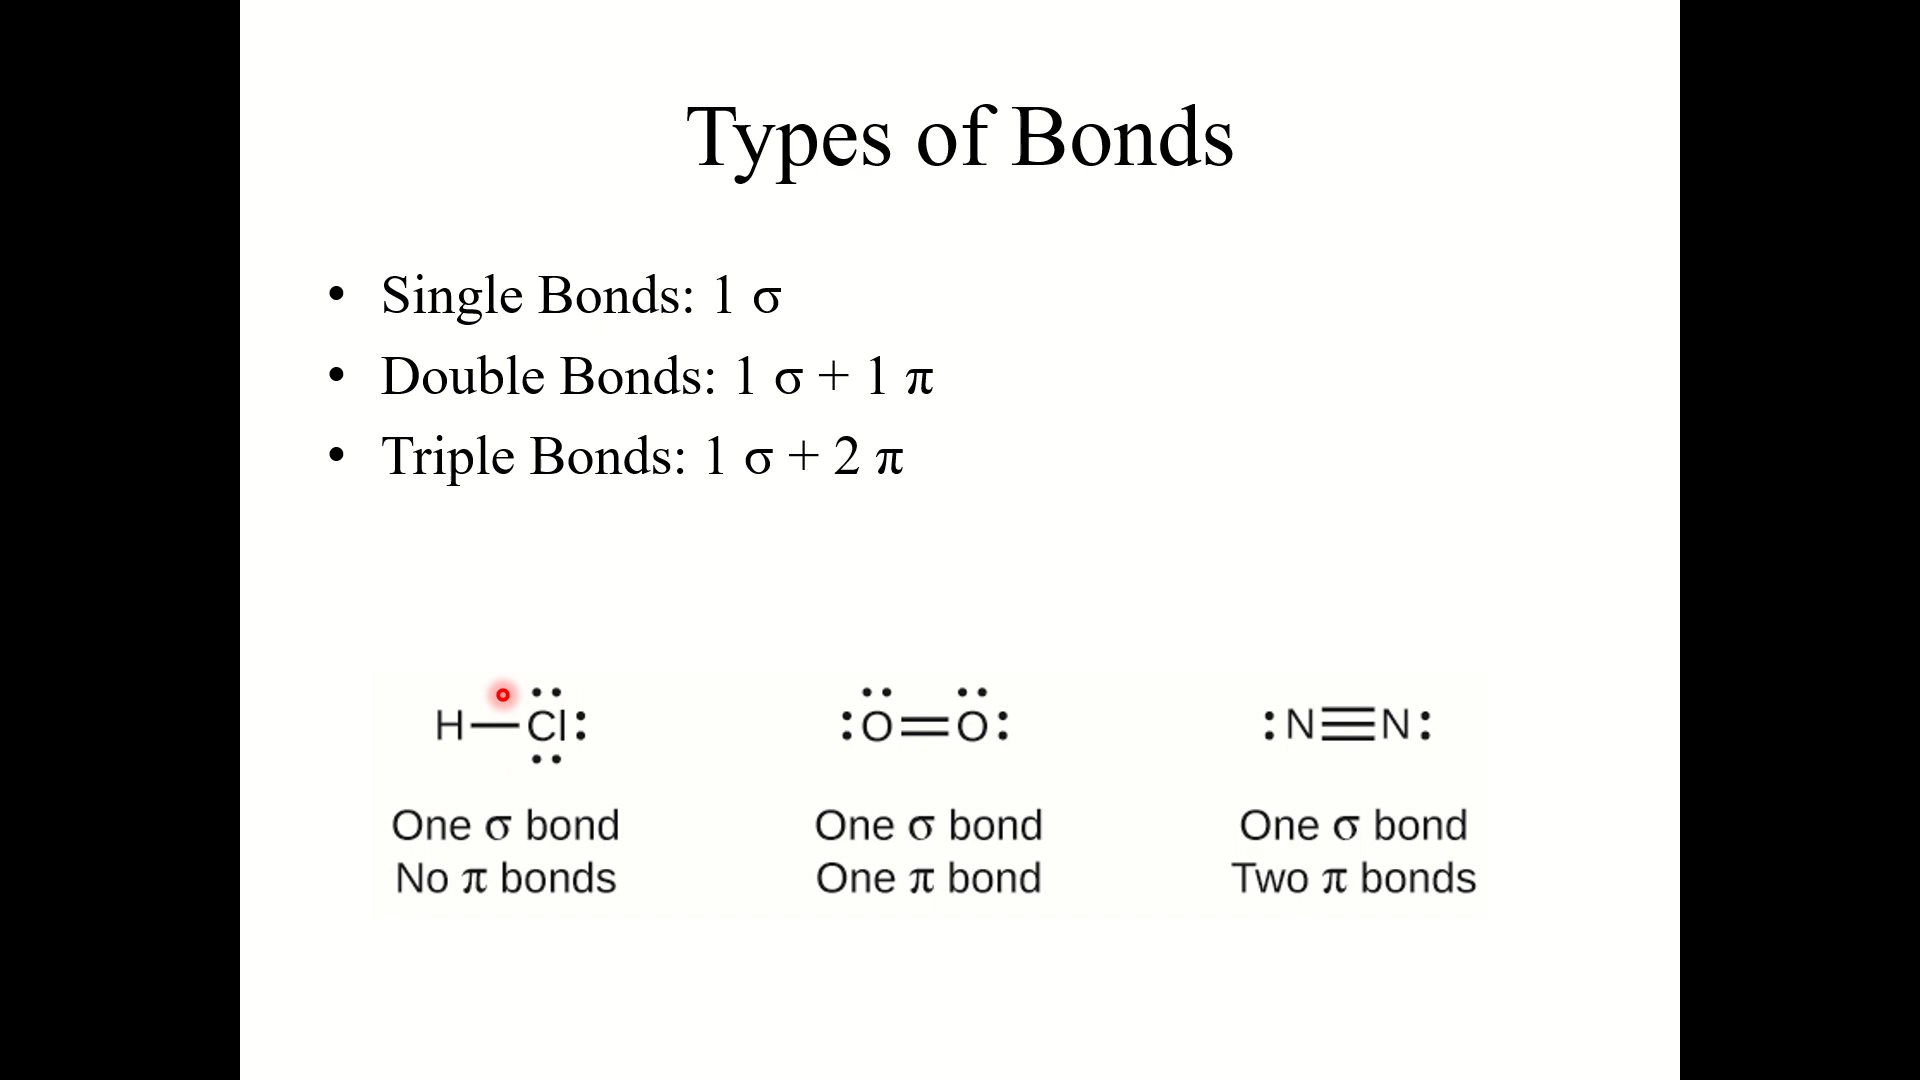 Types of Bonds
• Single Bonds: 1 σ
• Double Bonds: 1 σ + 1 π
• Triple Bonds: 1 σ + 2 π
H—Cl:
:O=O:
:N≡N:
One σ bond
No π bonds
One σ bond
One π bond
One σ bond
Two π bonds